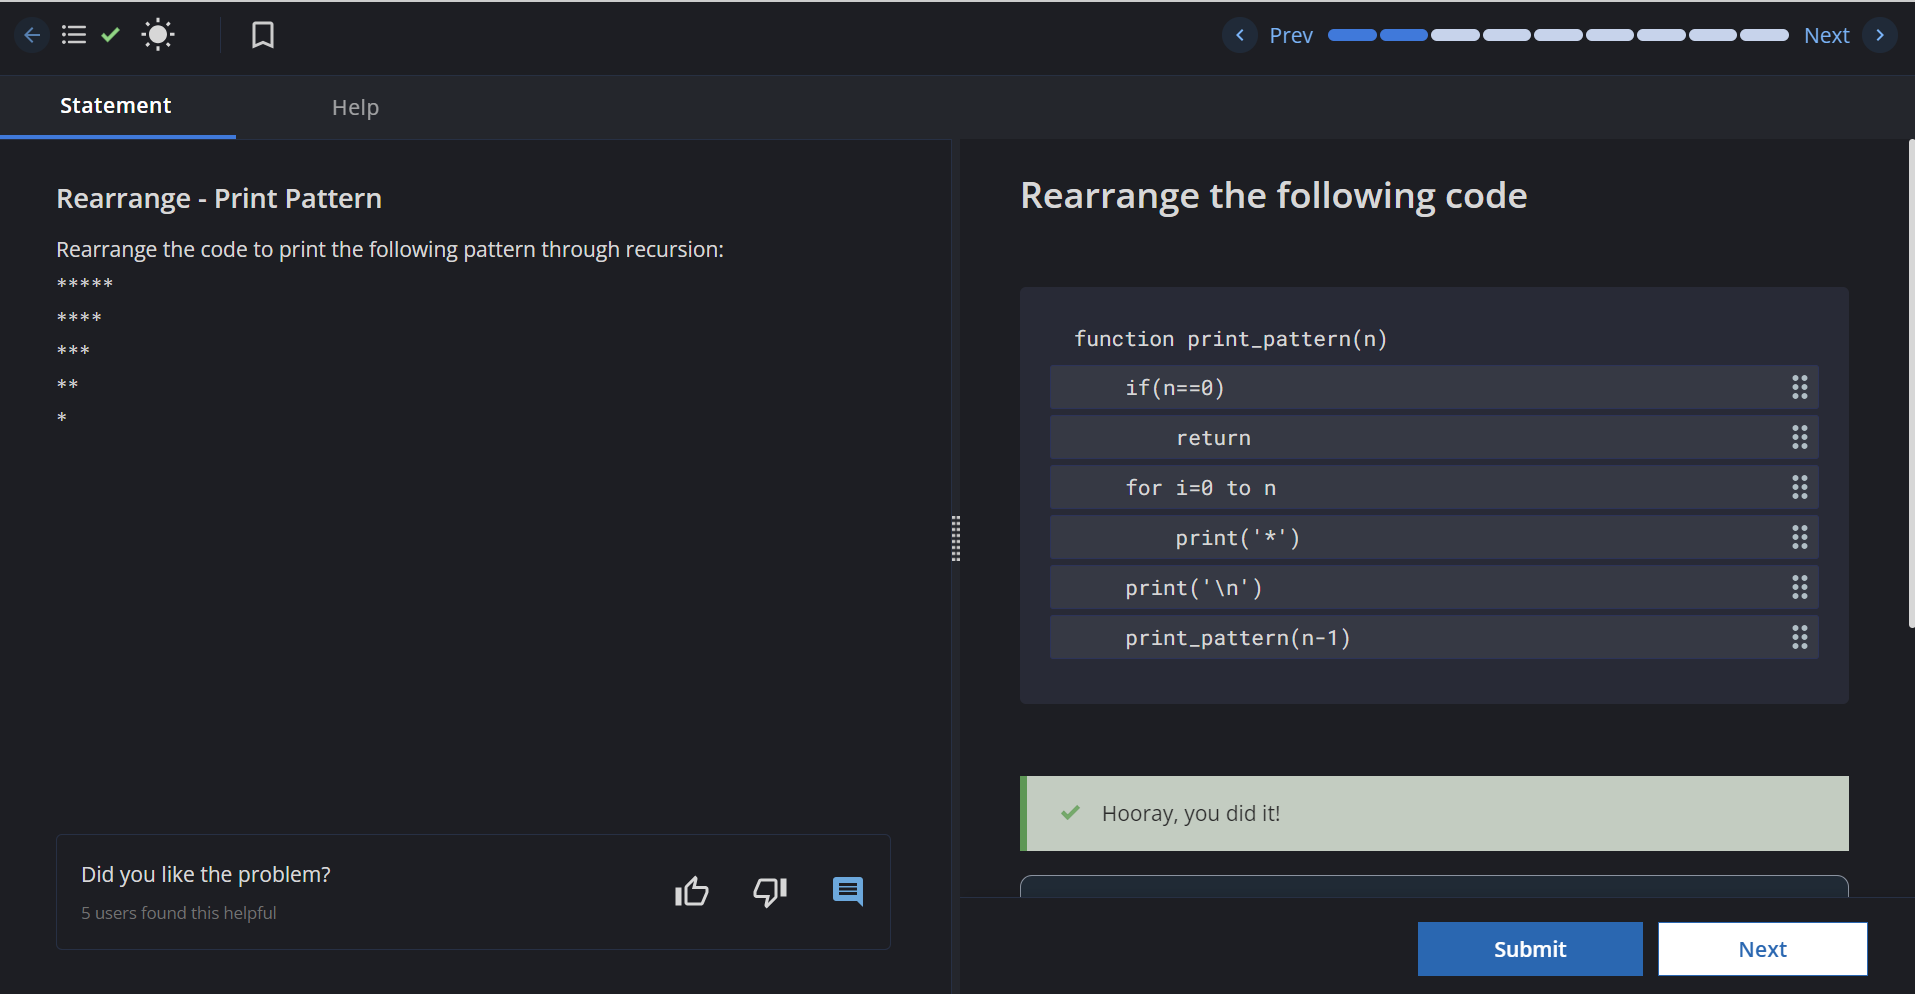 Prev
Next
Statement
Help
Rearrange - Print Pattern
Rearrange the code to print the following pattern through recursion:
*****
****
***
**
*
Did you like the problem?
5 users found this helpful
Rearrange the following code
function print_pattern(n)
if(n==0)
return
for i=0 to n
print('*')
print('\n')
print_pattern(n-1)
Hooray, you did it!
Submit
Next